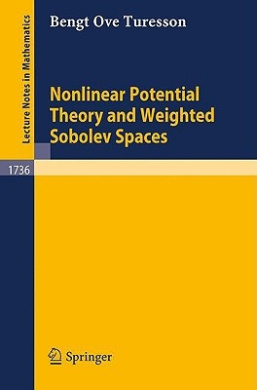 Bengt Ove Turesson
Lecture Notes in Mathematics
1736
Nonlinear Potential
Theory and Weighted
Sobolev Spaces
Springer